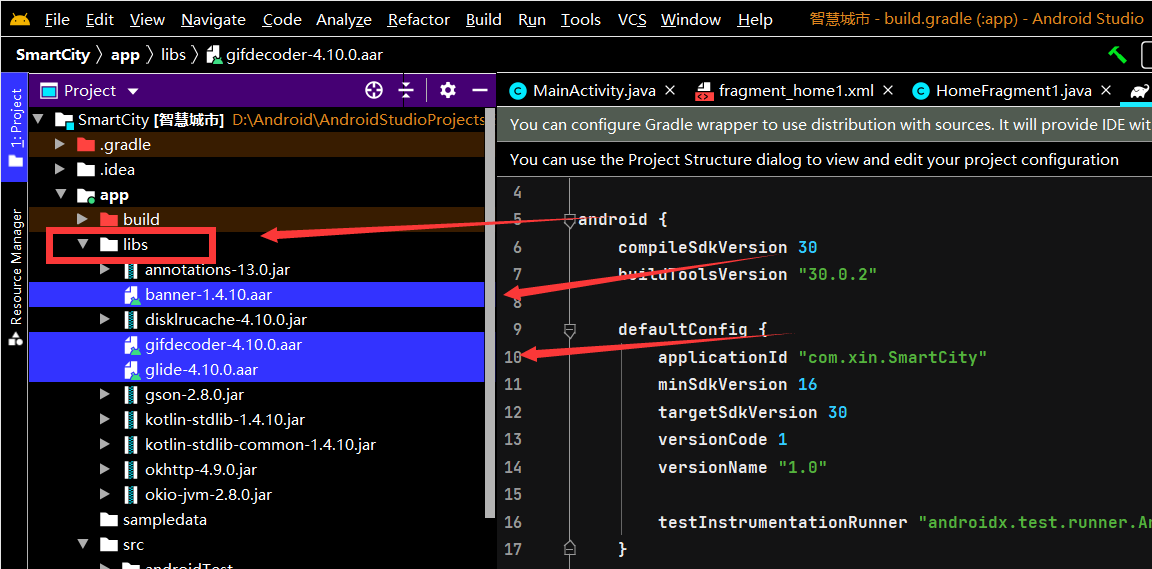 File Edit View Navigate Code Analyze Refactor Build Run Tools VCS Window Help 智慧城市 - build.gradle (:app) - Android Studio
SmartCity app libs gifdecoder-4.10.0.aar
1: Project
Resource Manager
Project
SmartCity [智慧城市] D:\Android\AndroidStudioProjects
.gradle
.idea
app
build
libs
annotations-13.0.jar
banner-1.4.10.aar
disklrucache-4.10.0.jar
gifdecoder-4.10.0.aar
glide-4.10.0.aar
gson-2.8.0.jar
kotlin-stdlib-1.4.10.jar
kotlin-stdlib-common-1.4.10.jar
okhttp-4.9.0.jar
okio-jvm-2.8.0.jar
sampledata
src
androidTest
MainActivity.java fragment_home1.xml HomeFragment1.java
You can configure Gradle wrapper to use distribution with sources. It will provide IDE wit
You can use the Project Structure dialog to view and edit your project configuration
4
5 android {
6 compileSdkVersion 30
7 buildToolsVersion "30.0.2"
8
9 defaultConfig {
10 applicationId "com.xin.SmartCity"
11 minSdkVersion 16
12 targetSdkVersion 30
13 versionCode 1
14 versionName "1.0"
15
16 testInstrumentationRunner "androidx.test.runner.An
17 }